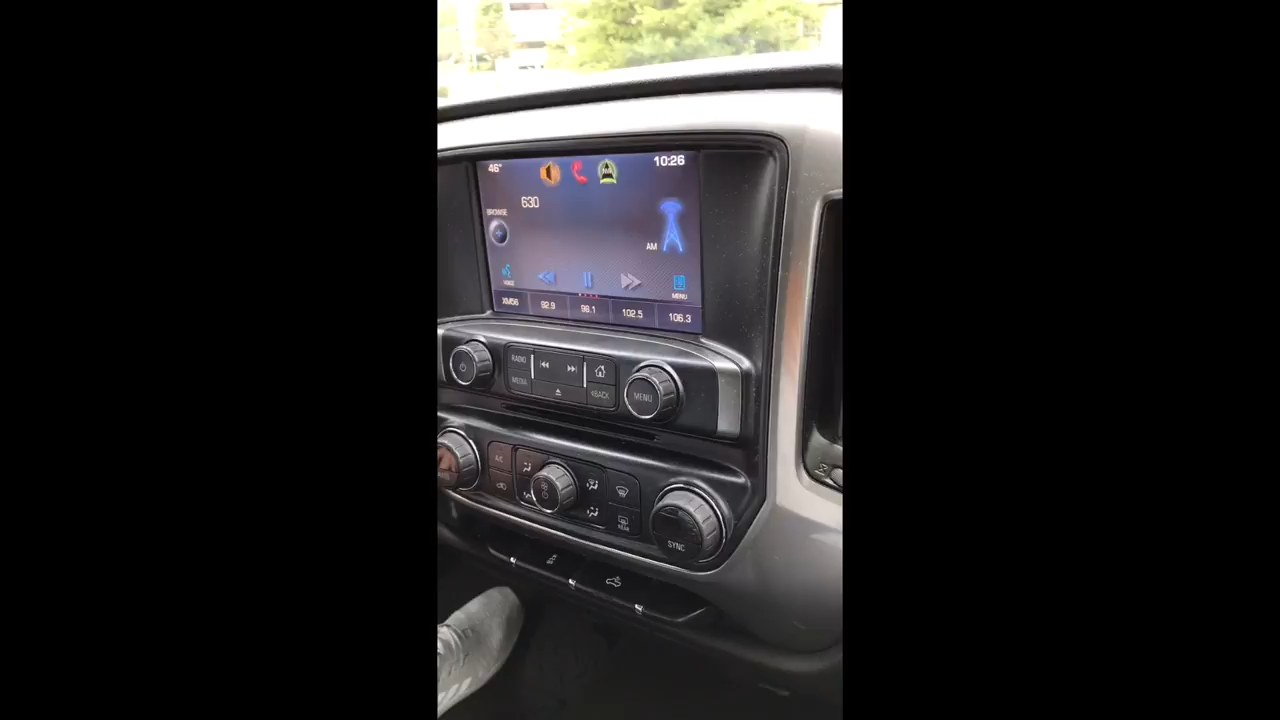 46° 10:26
630
BROWSE
AM
VOICE MENU
XM56 92.9 98.1 102.5 106.3
RADIO
MEDIA
BACK
MENU
A/C
REAR
SYNC